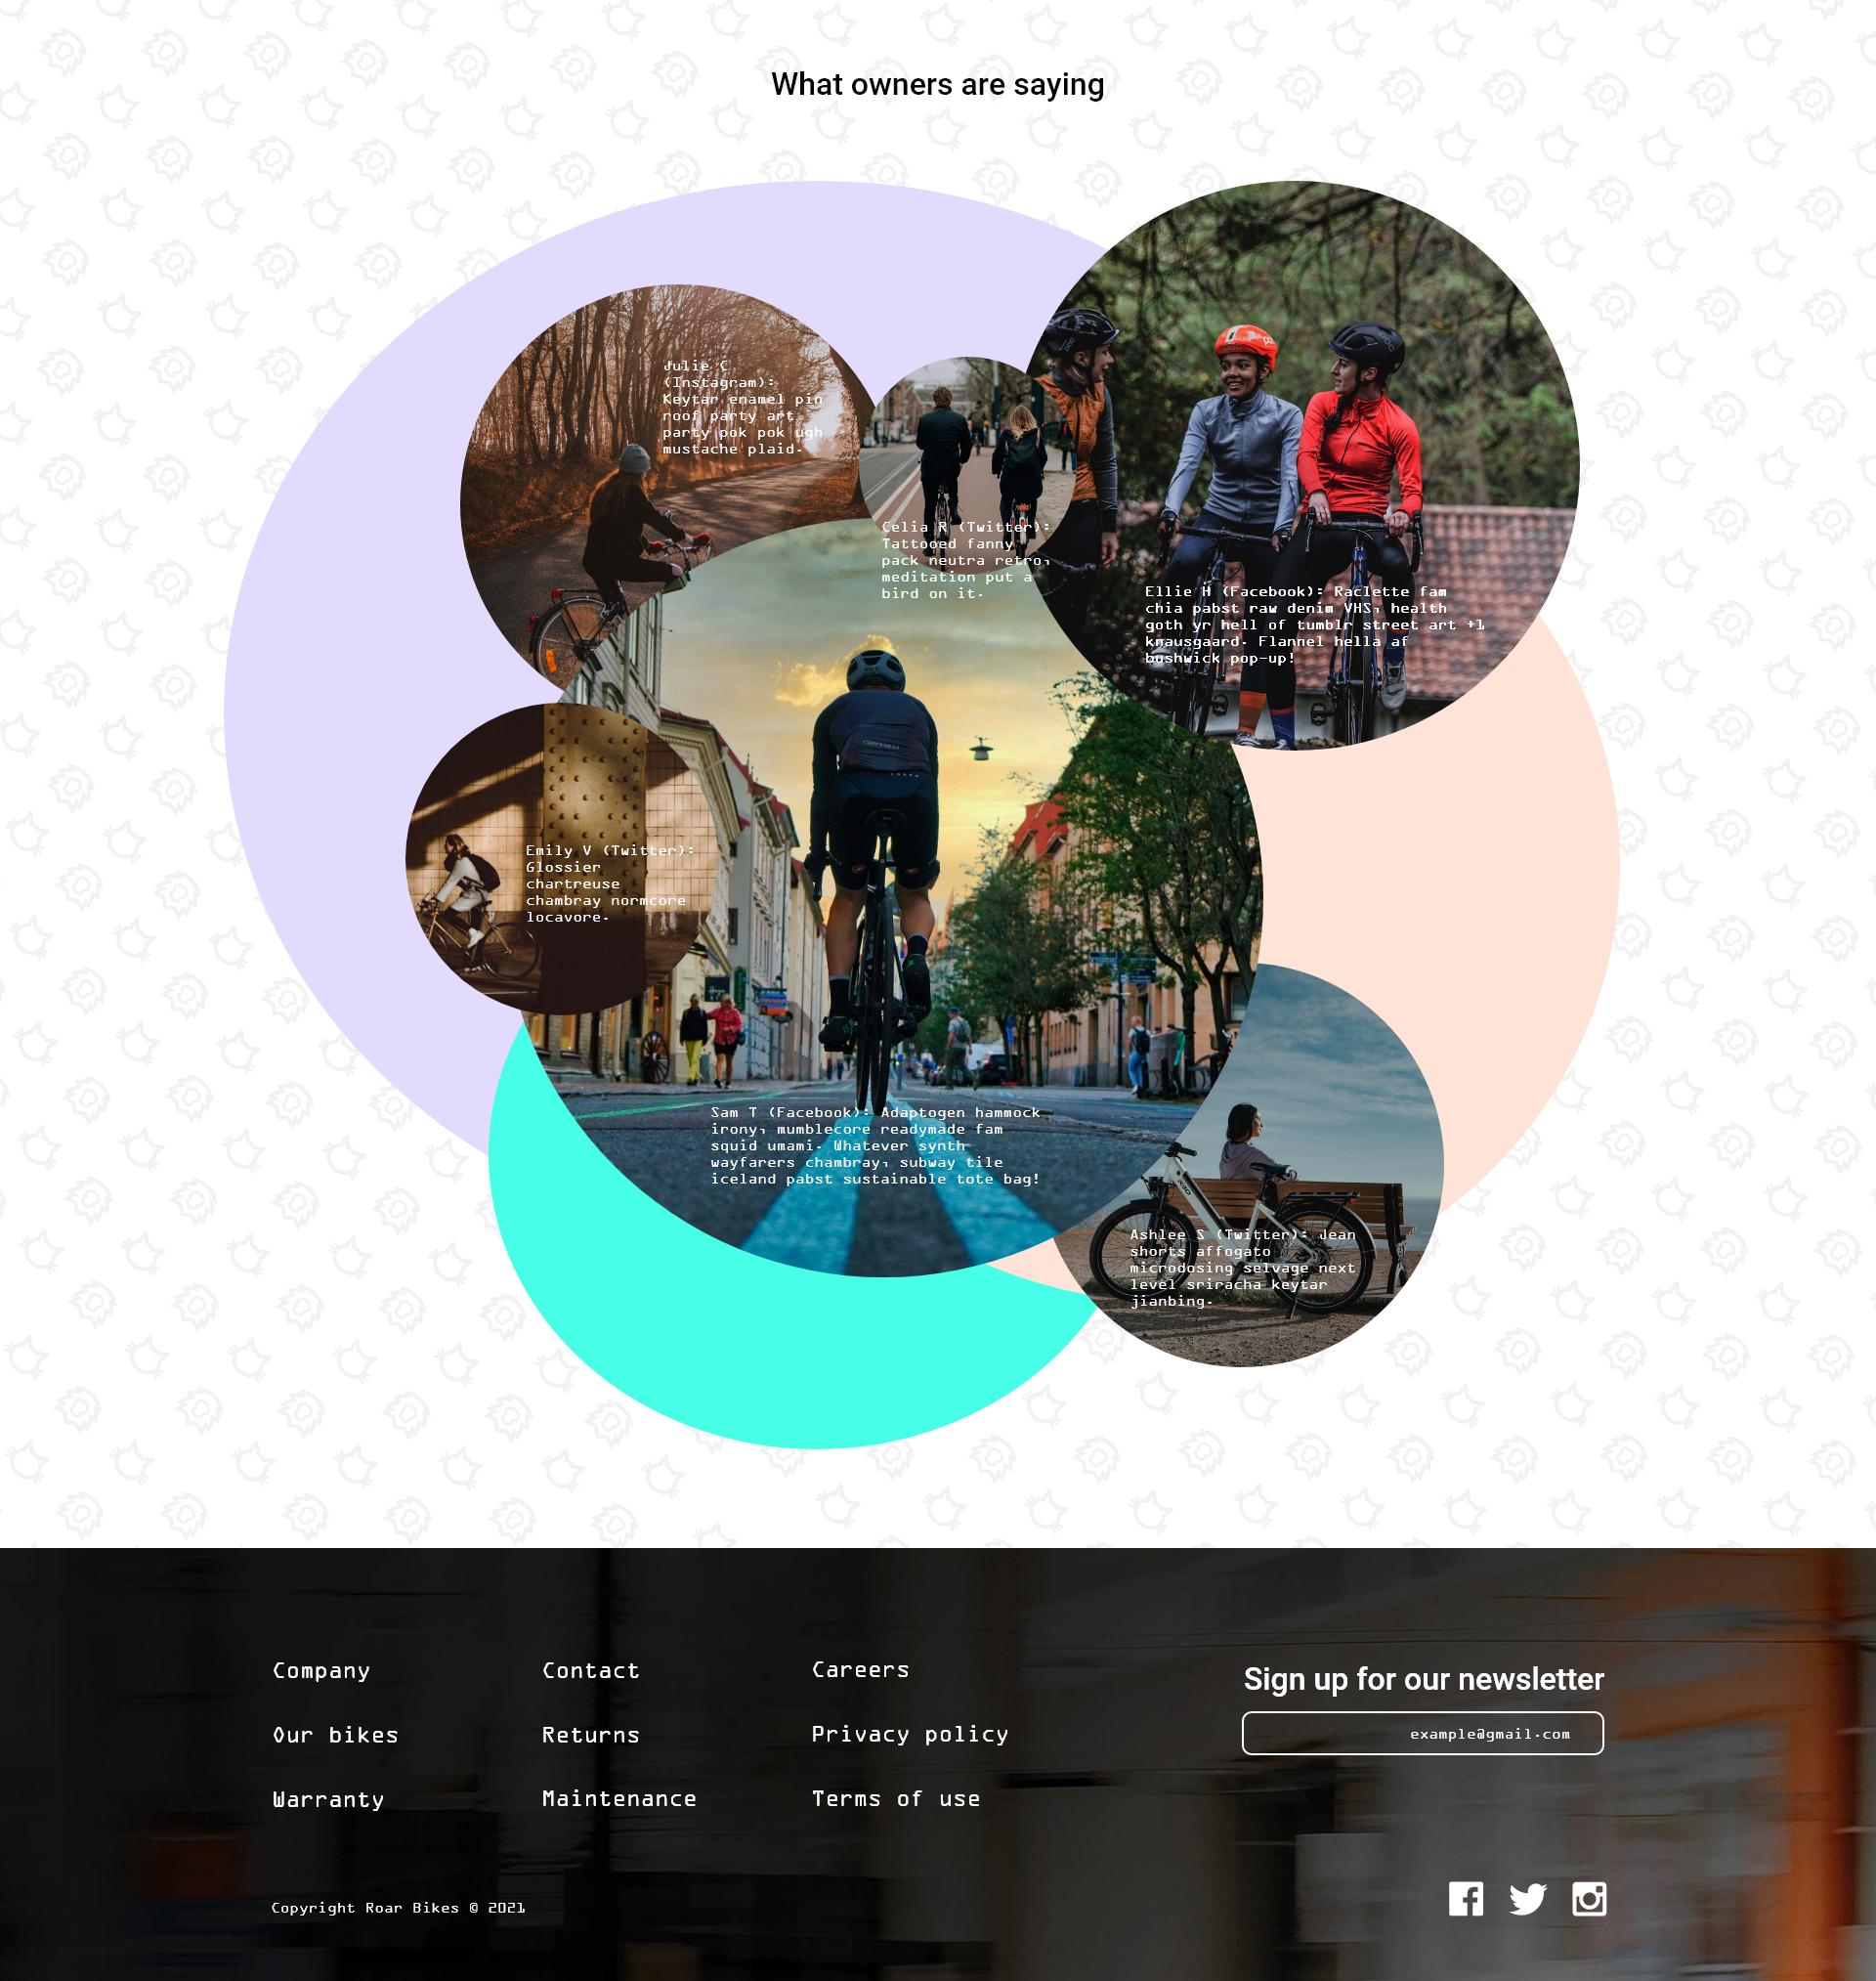 What owners are saying
Julie C
(Instagram):
Keytar enamel pin
roof party art
party pok pok ugh
mustache plaid.
Celia R (Twitter):
Tattooed fanny
pack neutra retro,
meditation put a
bird on it.
Ellie H (Facebook): Raclette fam
chia pabst raw denim VHS, health
goth yr hell of tumblr street art +1
knausgaard. Flannel hella af
bushwick pop-up!
Emily V (Twitter):
Glossier
chartreuse
chambray normcore
locavore.
Sam T (Facebook): Adaptogen hammock
irony, mumblecore readymade fam
squid umami. Whatever synth
wayfarers chambray, subway tile
iceland pabst sustainable tote bag!
Ashlee S (Twitter): Jean
shorts affogato
microdosing selvage next
level sriracha keytar
jianbing.
Company
Our bikes
Warranty
Contact
Returns
Maintenance
Careers
Privacy policy
Terms of use
Sign up for our newsletter
example@gmail.com
Copyright Roar Bikes © 2021